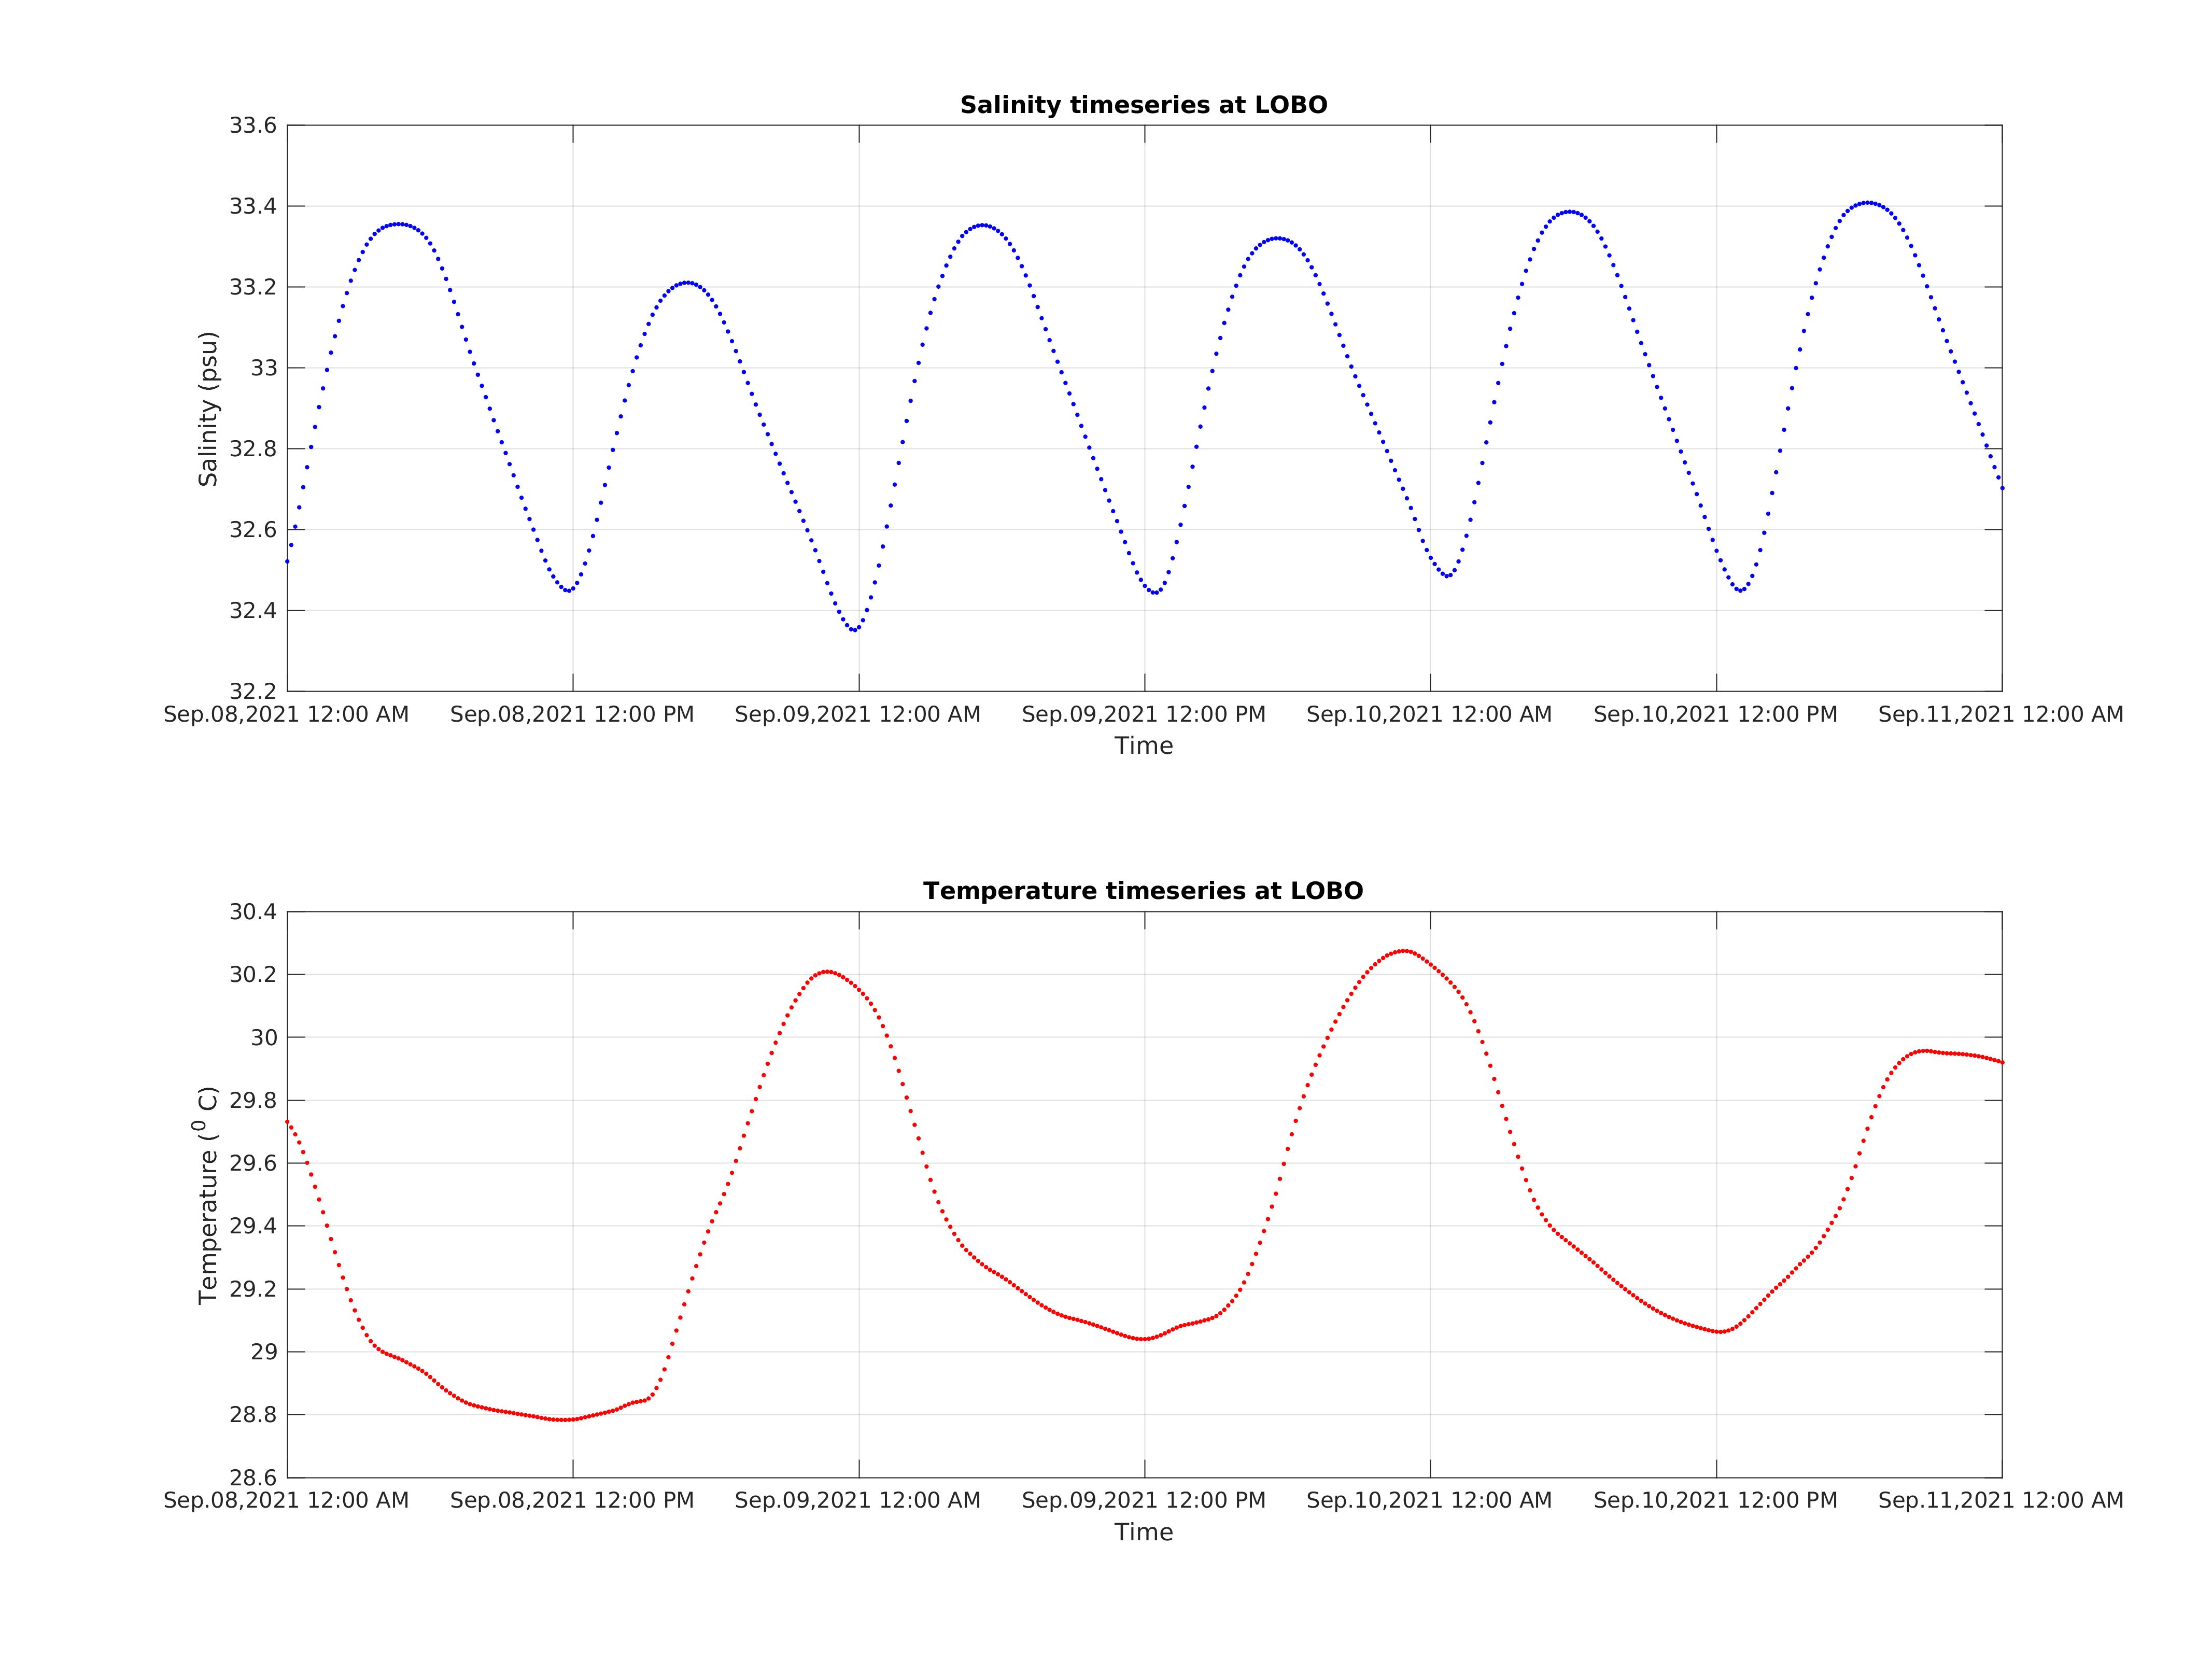 Salinity timeseries at LOBO
33.6
33.4
33.2
33
32.8
32.6
32.4
32.2
Salinity (psu)
Sep.08,2021 12:00 AM Sep.08,2021 12:00 PM Sep.09,2021 12:00 AM Sep.09,2021 12:00 PM Sep.10,2021 12:00 AM Sep.10,2021 12:00 PM Sep.11,2021 12:00 AM
Time
Temperature timeseries at LOBO
30.4
30.2
30
29.8
29.6
29.4
29.2
29
28.8
28.6
Temperature (⁰ C)
Sep.08,2021 12:00 AM Sep.08,2021 12:00 PM Sep.09,2021 12:00 AM Sep.09,2021 12:00 PM Sep.10,2021 12:00 AM Sep.10,2021 12:00 PM Sep.11,2021 12:00 AM
Time